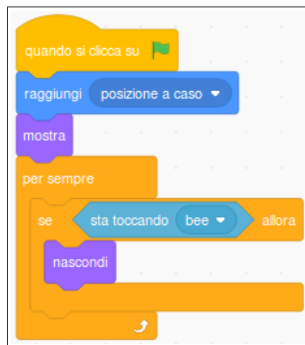 quando si clicca su
raggiungi posizione a caso
mostra
per sempre
se sta toccando bee allora
nascondi